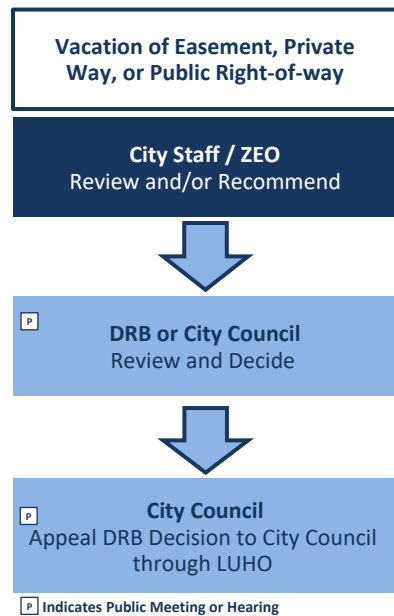 Vacation of Easement, Private
Way, or Public Right-of-way
City Staff / ZEO
Review and/or Recommend
P
DRB or City Council
Review and Decide
P
City Council
Appeal DRB Decision to City Council
through LUHO
P Indicates Public Meeting or Hearing